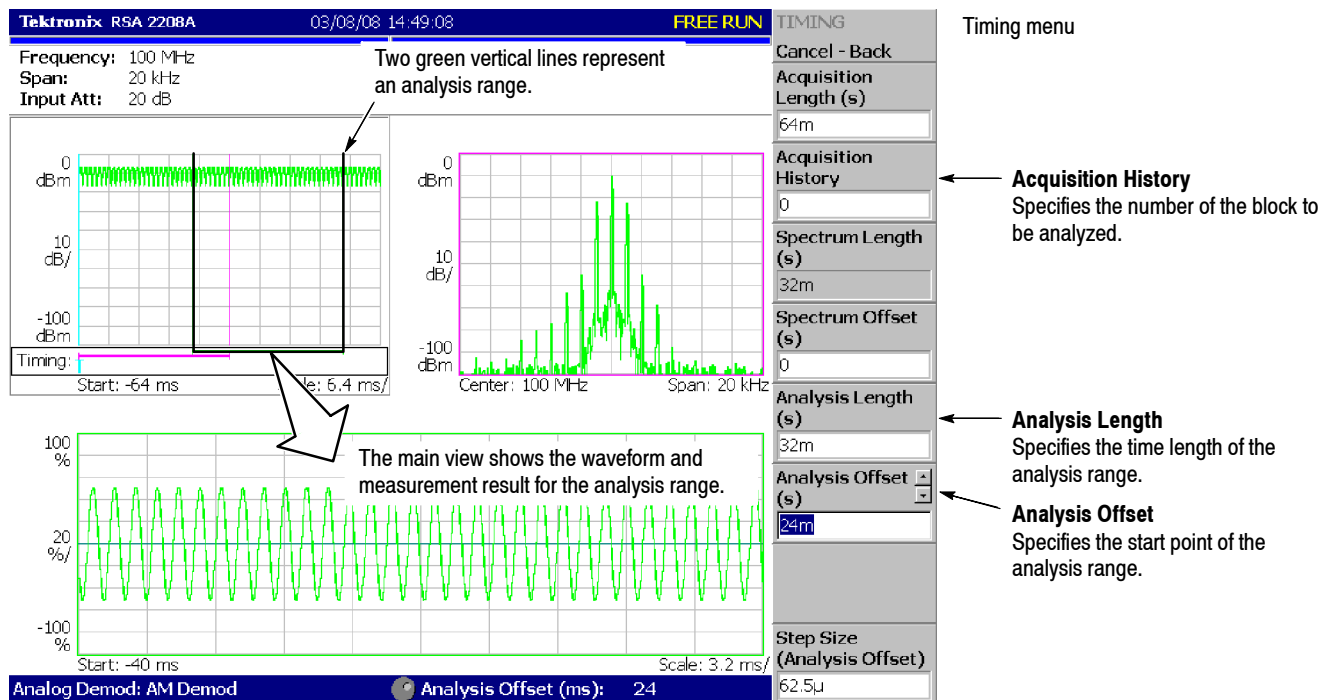 Tektronix RSA 2208A 03/08/08 14:49:08 FREE RUN
Frequency: 100 MHz
Span: 20 kHz
Input Att: 20 dB
Two green vertical lines represent
an analysis range.
0
dBm
10
dB/
-100
dBm
Timing:
Start: -64 ms 6.4 ms/
0
dBm
10
dB/
-100
dBm
Center: 100 MHz Span: 20 kHz
The main view shows the waveform and
measurement result for the analysis range.
100
%
20
%/
-100
%
Start: -40 ms Scale: 3.2 ms/
Analog Demod: AM Demod Analysis Offset (ms): 24
TIMING
Cancel - Back
Acquisition
Length (s)
64m
Acquisition
History
0
Spectrum Length
(s)
32m
Spectrum Offset
(s)
0
Analysis Length
(s)
32m
Analysis Offset
(s)
24m
Step Size
(Analysis Offset)
62.5µ
Timing menu
Acquisition History
Specifies the number of the block to
be analyzed.
Analysis Length
Specifies the time length of the
analysis range.
Analysis Offset
Specifies the start point of the
analysis range.